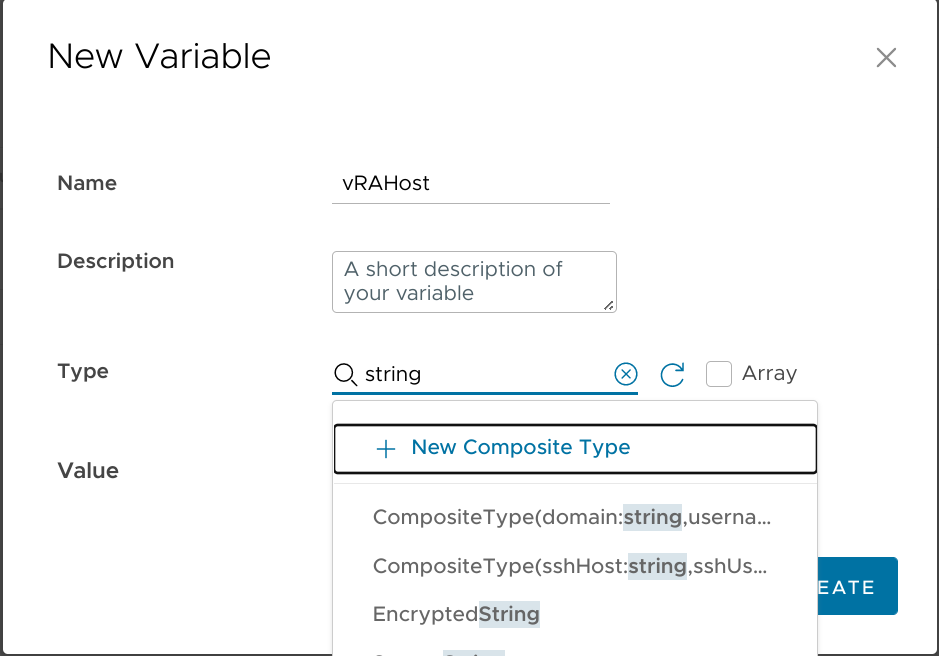 New Variable
Name
vRAHost
Description
A short description of
your variable
Type
string
Array
New Composite Type
Value
CompositeType(domain:string,userna...
CompositeType(sshHost:string,sshUs...
EATE
EncryptedString